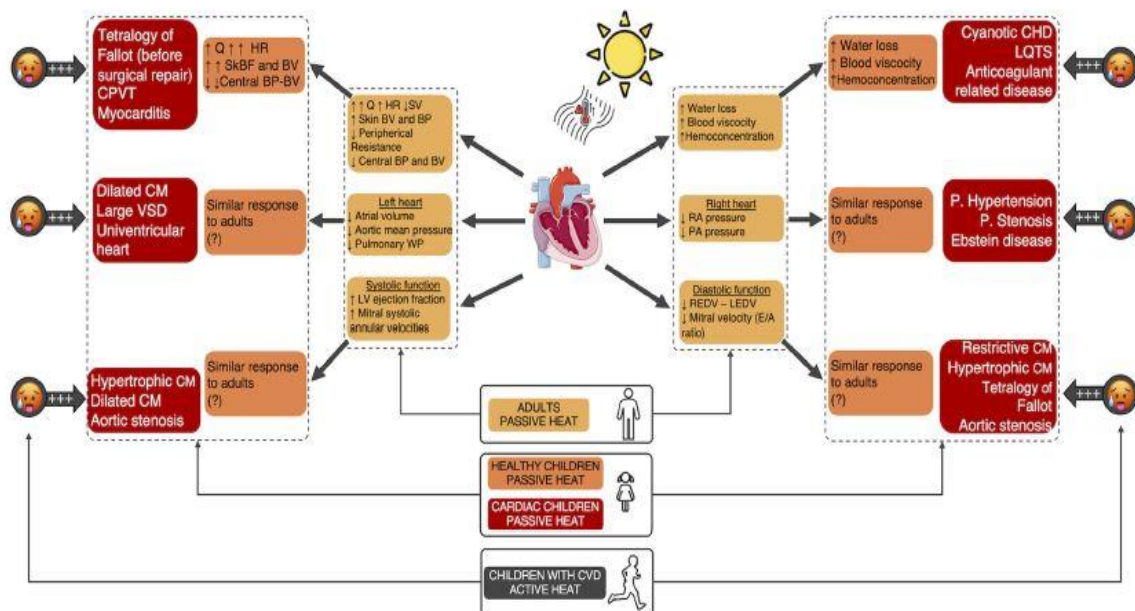 Tetralogy of
Fallot (before
surgical repair)
CPVT
Myocarditis
↑ Q ↑ ↑ HR
↑ ↑ SkBF and BV
↓ ↓Central BP-BV
↑ ↑ Q ↑ HR ↓SV
↑ Skin BV and BP
↓ Peripherical
Resistance
↓ Central BP and BV
↑ Water loss
↑ Blood viscocity
↑Hemoconcentration
↑ Water loss
↑ Blood viscosity
↑Hemoconcentration
Cyanotic CHD
LQTS
Anticoagulant
related disease
+++
+++
Dilated CM
Large VSD
Univentricular
heart
Similar response
to adults
(?)
Left heart
↓ Atrial volume
↓ Aortic mean pressure
↓ Pulmonary WP
Right heart
↓ RA pressure
↓ PA pressure
Similar response
to adults
(?)
P. Hypertension
P. Stenosis
Ebstein disease
+++
+++
Hypertrophic CM
Dilated CM
Aortic stenosis
Similar response
to adults
(?)
Systolic function
↑ LV ejection fraction
↑ Mitral systolic
annular velocities
Diastolic function
↓ REDV – LEDV
↓ Mitral velocity (E/A
ratio)
Similar response
to adults
(?)
Restrictive CM
Hypertrophic CM
Tetralogy of
Fallot
Aortic stenosis
+++
+++
ADULTS
PASSIVE HEAT
HEALTHY CHILDREN
PASSIVE HEAT
CARDIAC CHILDREN
PASSIVE HEAT
CHILDREN WITH CVD
ACTIVE HEAT